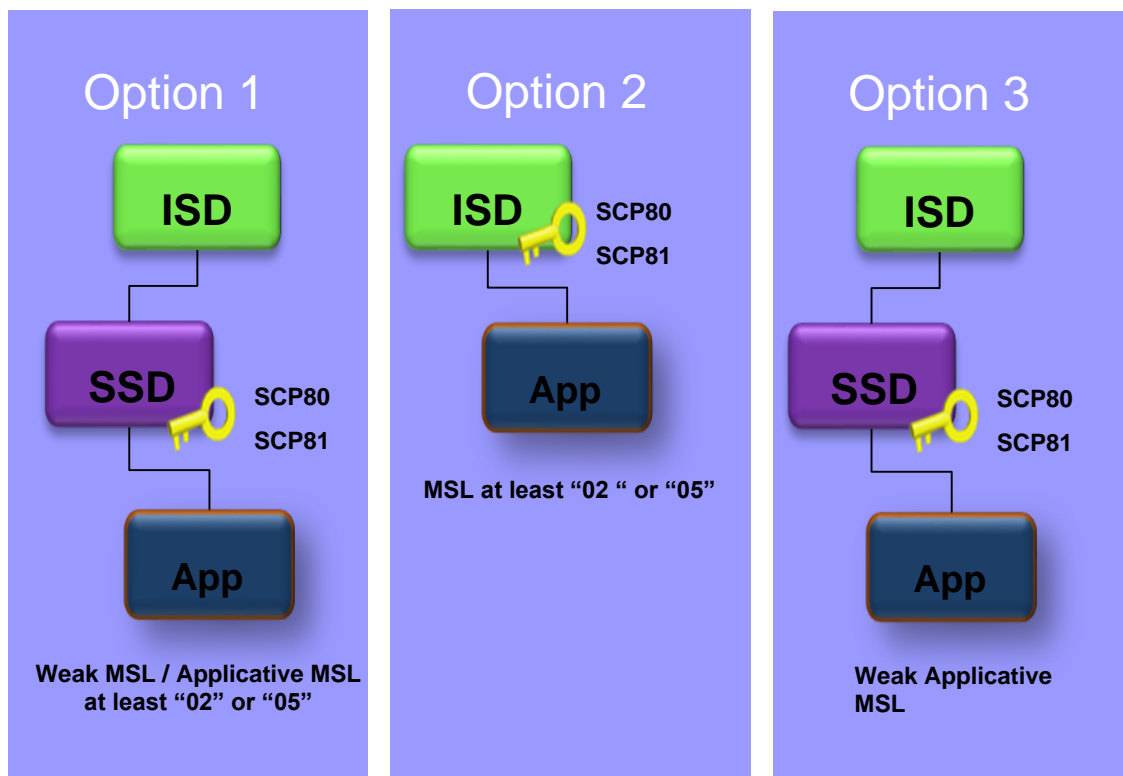 Option 1
ISD
SSD
SCP80
SCP81
App
Weak MSL / Applicative MSL
at least “02” or “05”
Option 2
ISD
SCP80
SCP81
App
MSL at least “02 “ or “05”
Option 3
ISD
SSD
SCP80
SCP81
App
Weak Applicative
MSL